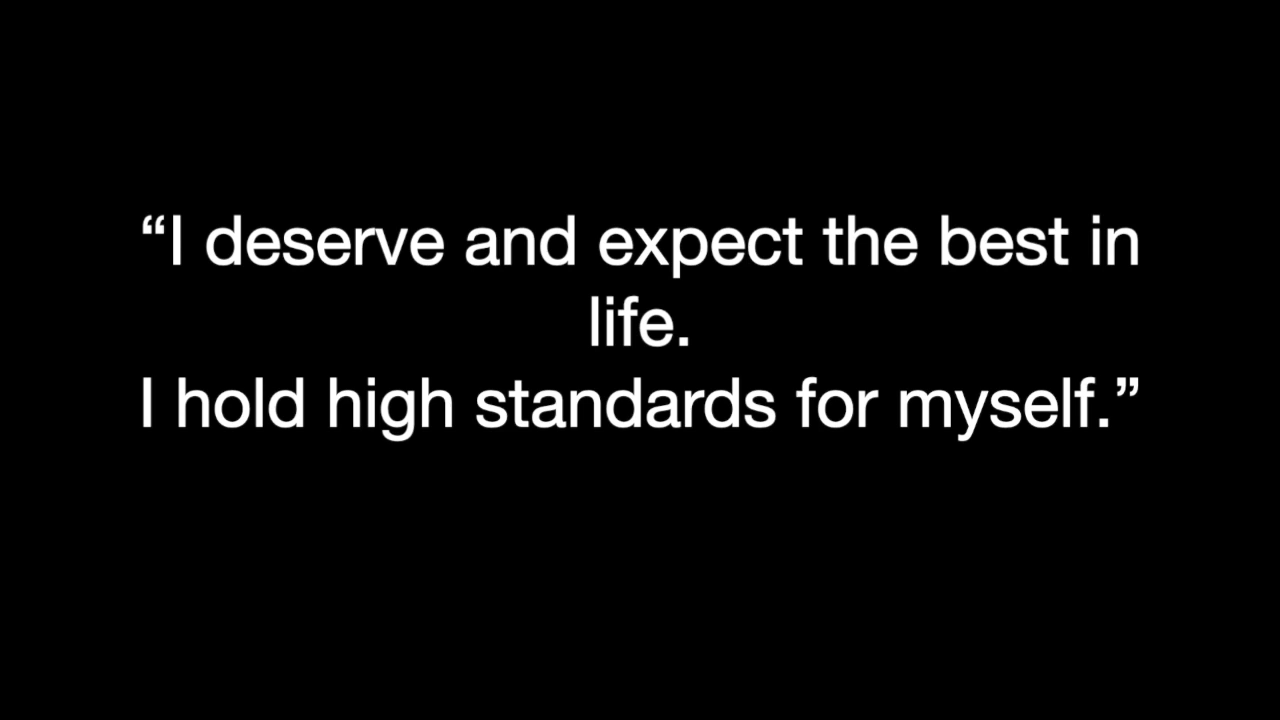 “I deserve and expect the best in
life.
I hold high standards for myself.”